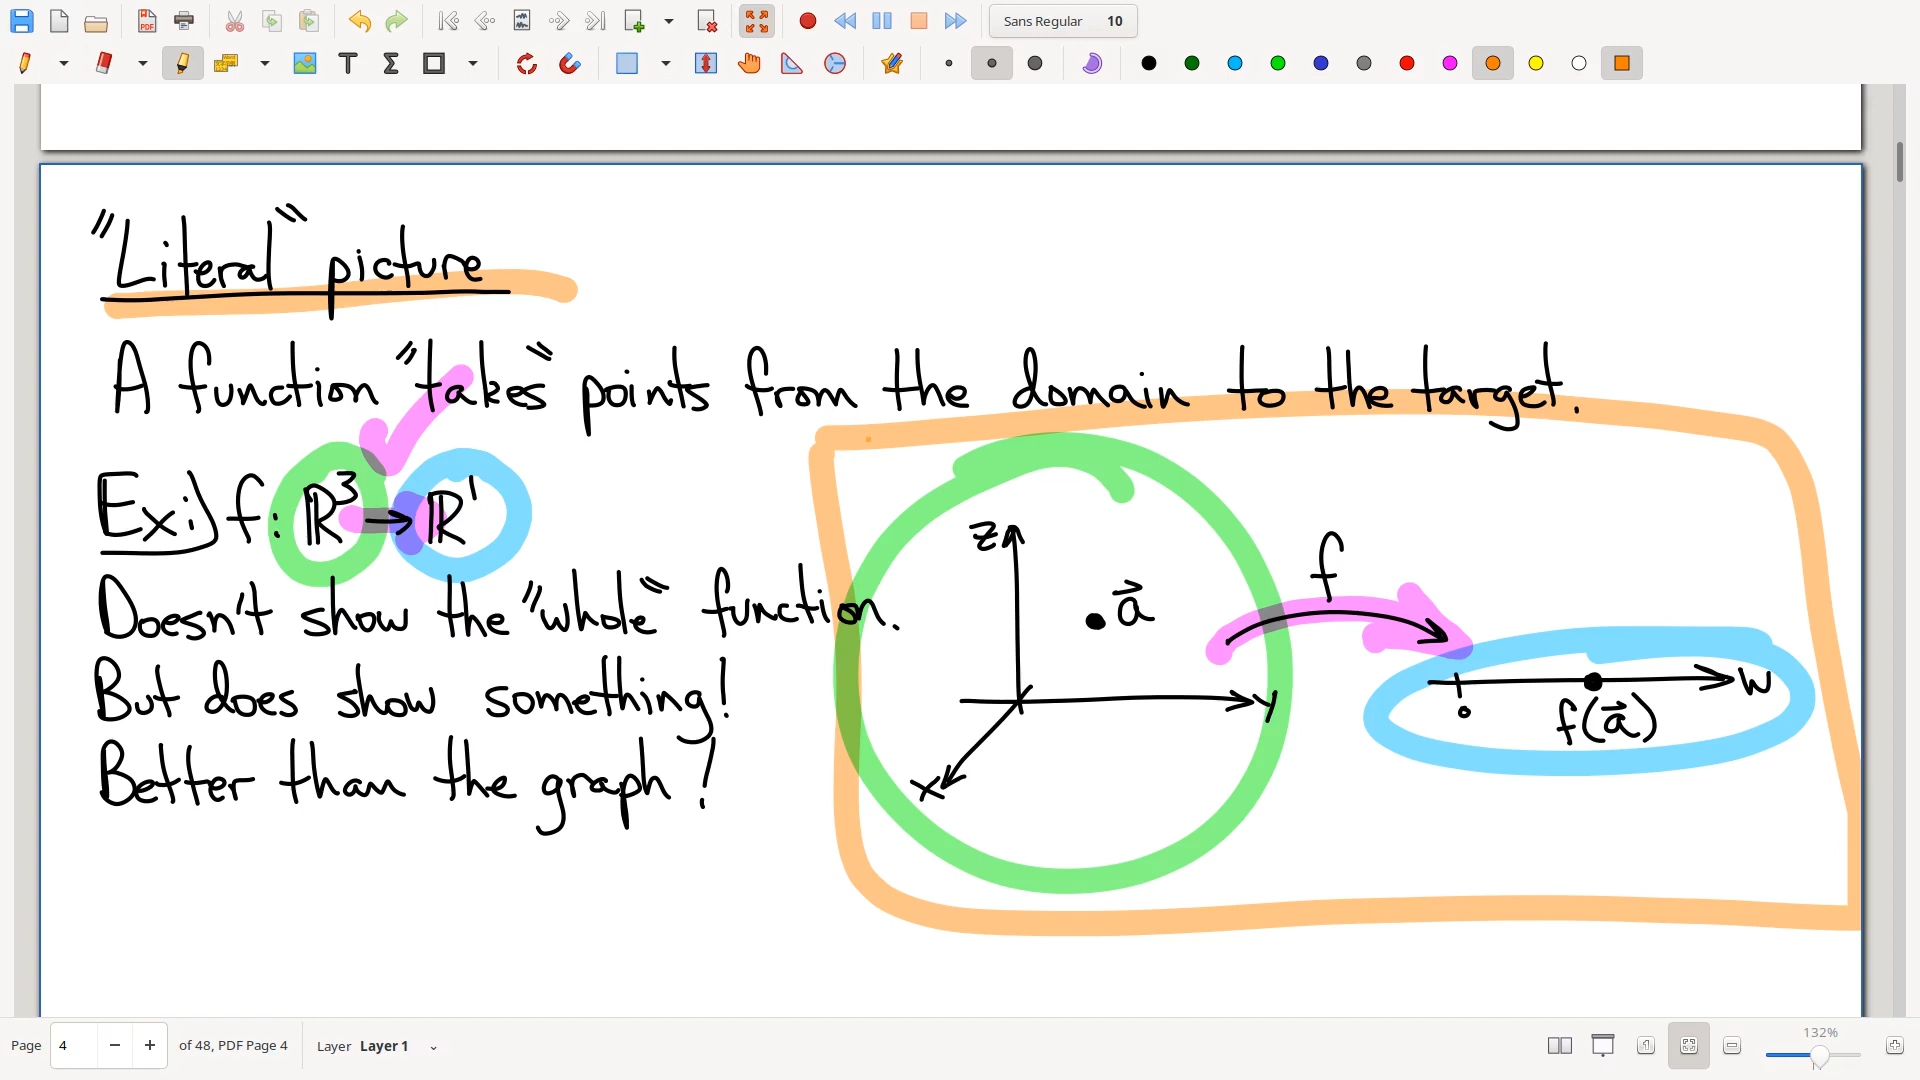 Sans Regular 10
"Literal" picture
A function "takes" points from the domain to the target.
Ex:) f: ℝ³ → ℝ¹
Doesn't show the "whole" function.
But does show something!
Better than the graph!
z
a⃗
f
y
x
w
0
f(a⃗)
Page 4 of 48, PDF Page 4 Layer Layer 1 132%